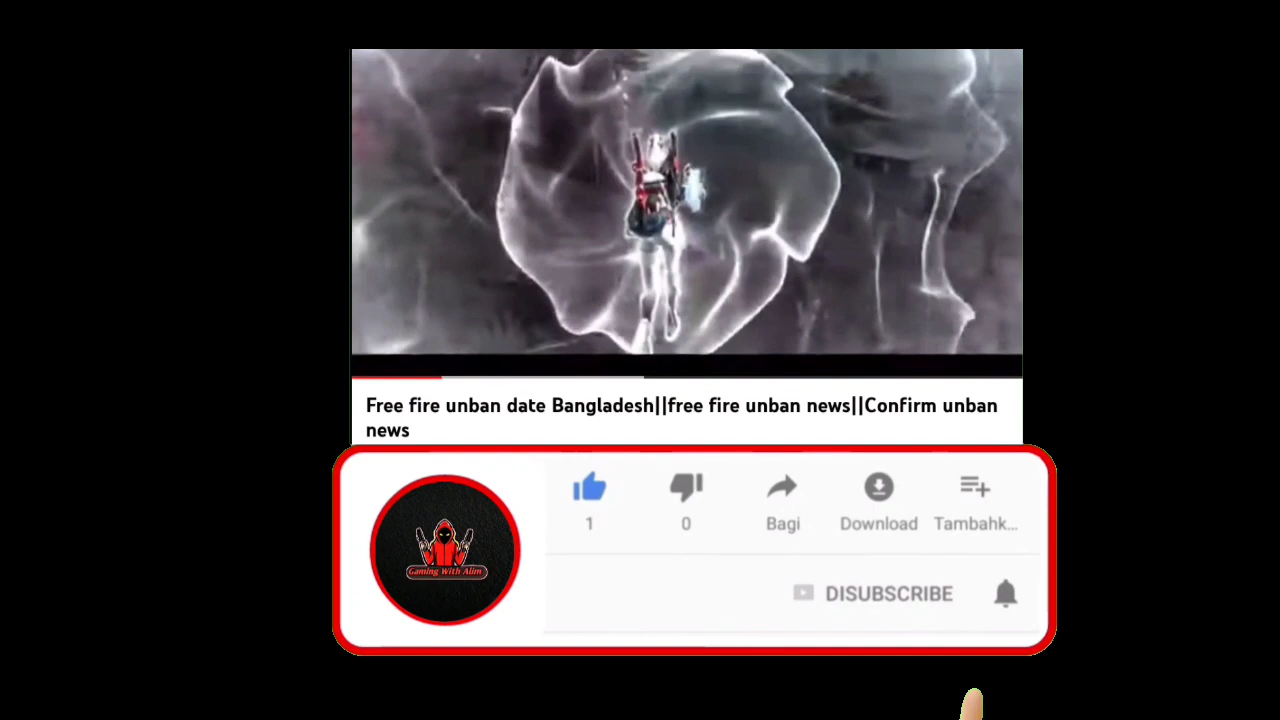 Free fire unban date Bangladesh||free fire unban news||Confirm unban
news
1
0
Bagi
Download
Tambahk...
Gaming With Alim
DISUBSCRIBE